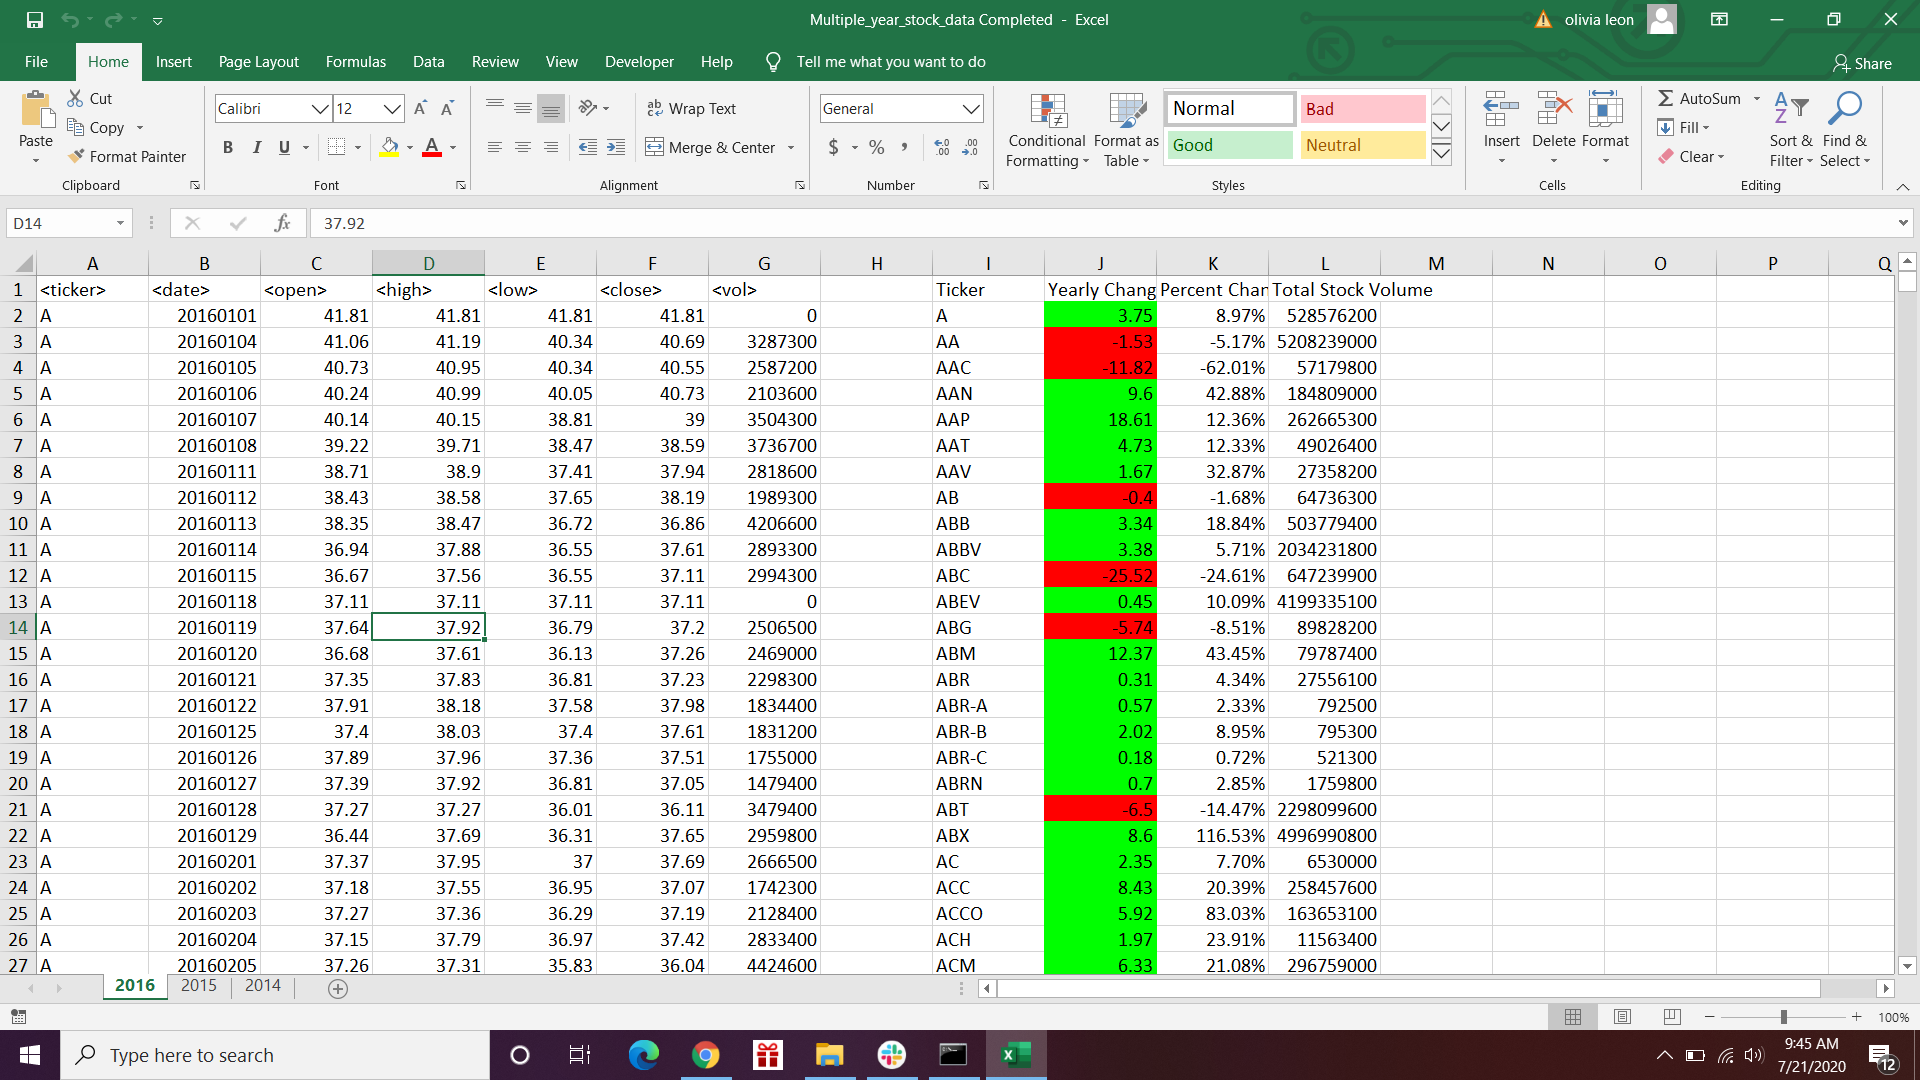 Multiple_year_stock_data Completed - Excel
olivia leon
File Home Insert Page Layout Formulas Data Review View Developer Help Tell me what you want to do Share
Paste
Cut
Copy
Format Painter
Clipboard
Calibri 12
B I U A
Font
Wrap Text
Merge & Center
Alignment
General
$ % ,
Number
Conditional Formatting
Format as Table
Normal Bad
Good Neutral
Styles
Insert Delete Format
Cells
AutoSum
Fill
Clear
Sort & Filter
Find & Select
Editing
D14 fx 37.92
A B C D E F G H I J K L M N O P Q
1 <ticker> <date> <open> <high> <low> <close> <vol> Ticker Yearly Chang Percent Char Total Stock Volume
2 A 20160101 41.81 41.81 41.81 41.81 0 A 3.75 8.97% 528576200
3 A 20160104 41.06 41.19 40.34 40.69 3287300 AA -1.53 -5.17% 5208239000
4 A 20160105 40.73 40.95 40.34 40.55 2587200 AAC -11.82 -62.01% 57179800
5 A 20160106 40.24 40.99 40.05 40.73 2103600 AAN 9.6 42.88% 184809000
6 A 20160107 40.14 40.15 38.81 39 3504300 AAP 18.61 12.36% 262665300
7 A 20160108 39.22 39.71 38.47 38.59 3736700 AAT 4.73 12.33% 49026400
8 A 20160111 38.71 38.9 37.41 37.94 2818600 AAV 1.67 32.87% 27358200
9 A 20160112 38.43 38.58 37.65 38.19 1989300 AB -0.4 -1.68% 64736300
10 A 20160113 38.35 38.47 36.72 36.86 4206600 ABB 3.34 18.84% 503779400
11 A 20160114 36.94 37.88 36.55 37.61 2893300 ABBV 3.38 5.71% 2034231800
12 A 20160115 36.67 37.56 36.55 37.11 2994300 ABC -25.52 -24.61% 647239900
13 A 20160118 37.11 37.11 37.11 37.11 0 ABEV 0.45 10.09% 4199335100
14 A 20160119 37.64 37.92 36.79 37.2 2506500 ABG -5.74 -8.51% 89828200
15 A 20160120 36.68 37.61 36.13 37.26 2469000 ABM 12.37 43.45% 79787400
16 A 20160121 37.35 37.83 36.81 37.23 2298300 ABR 0.31 4.34% 27556100
17 A 20160122 37.91 38.18 37.58 37.98 1834400 ABR-A 0.57 2.33% 792500
18 A 20160125 37.4 38.03 37.4 37.61 1831200 ABR-B 2.02 8.95% 795300
19 A 20160126 37.89 37.96 37.36 37.51 1755000 ABR-C 0.18 0.72% 521300
20 A 20160127 37.39 37.92 36.81 37.05 1479400 ABRN 0.7 2.85% 1759800
21 A 20160128 37.27 37.27 36.01 36.11 3479400 ABT -6.5 -14.47% 2298099600
22 A 20160129 36.44 37.69 36.31 37.65 2959800 ABX 8.6 116.53% 4996990800
23 A 20160201 37.37 37.95 37 37.69 2666500 AC 2.35 7.70% 6530000
24 A 20160202 37.18 37.55 36.95 37.07 1742300 ACC 8.43 20.39% 258457600
25 A 20160203 37.27 37.36 36.29 37.19 2128400 ACCO 5.92 83.03% 163653100
26 A 20160204 37.15 37.79 36.97 37.42 2833400 ACH 1.97 23.91% 11563400
27 A 20160205 37.26 37.31 35.83 36.04 4424600 ACM 6.33 21.08% 296759000
2016 2015 2014
100%
Type here to search
9:45 AM
7/21/2020
12